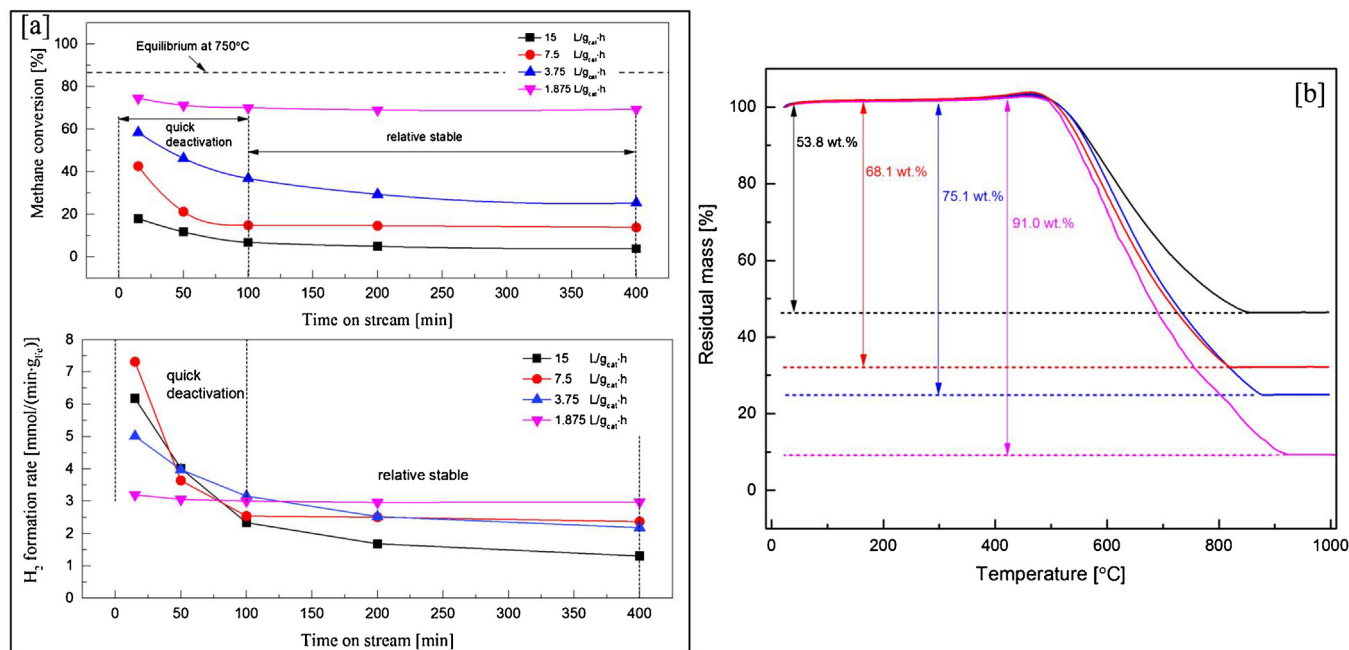 [a]
Methane conversion [%]
100
80
60
40
20
0
Equilibrium at 750°C
15 L/gcat·h
7.5 L/gcat·h
3.75 L/gcat·h
1.875 L/gcat·h
quick
deactivation
relative stable
0 50 100 150 200 250 300 350 400
Time on stream [min]
H2 formation rate [mmol/(min·gFe)]
8
7
6
5
4
3
2
1
0
quick
deactivation
15 L/gcat·h
7.5 L/gcat·h
3.75 L/gcat·h
1.875 L/gcat·h
relative stable
0 50 100 150 200 250 300 350 400
Time on stream [min]
[b]
Residual mass [%]
100
80
60
40
20
0
53.8 wt.%
68.1 wt.%
75.1 wt.%
91.0 wt.%
0 200 400 600 800 1000
Temperature [°C]